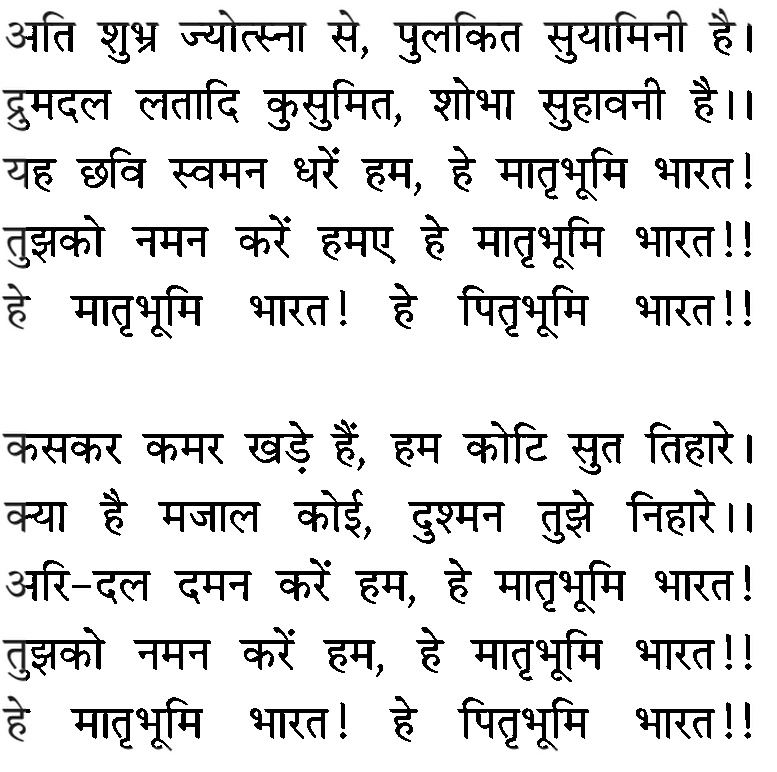 अति शुभ्र ज्योत्स्ना से, पुलकित सुयामिनी है।
द्रुमदल लतादि कुसुमित, शोभा सुहावनी है।।
यह छवि स्वमन धरें हम, हे मातृभूमि भारत!
तुझको नमन करें हमए हे मातृभूमि भारत!!
हे मातृभूमि भारत! हे पितृभूमि भारत!!
कसकर कमर खड़े हैं, हम कोटि सुत तिहारे।
क्या है मजाल कोई, दुश्मन तुझे निहारे।।
अरि-दल दमन करें हम, हे मातृभूमि भारत!
तुझको नमन करें हम, हे मातृभूमि भारत!!
हे मातृभूमि भारत! हे पितृभूमि भारत!!